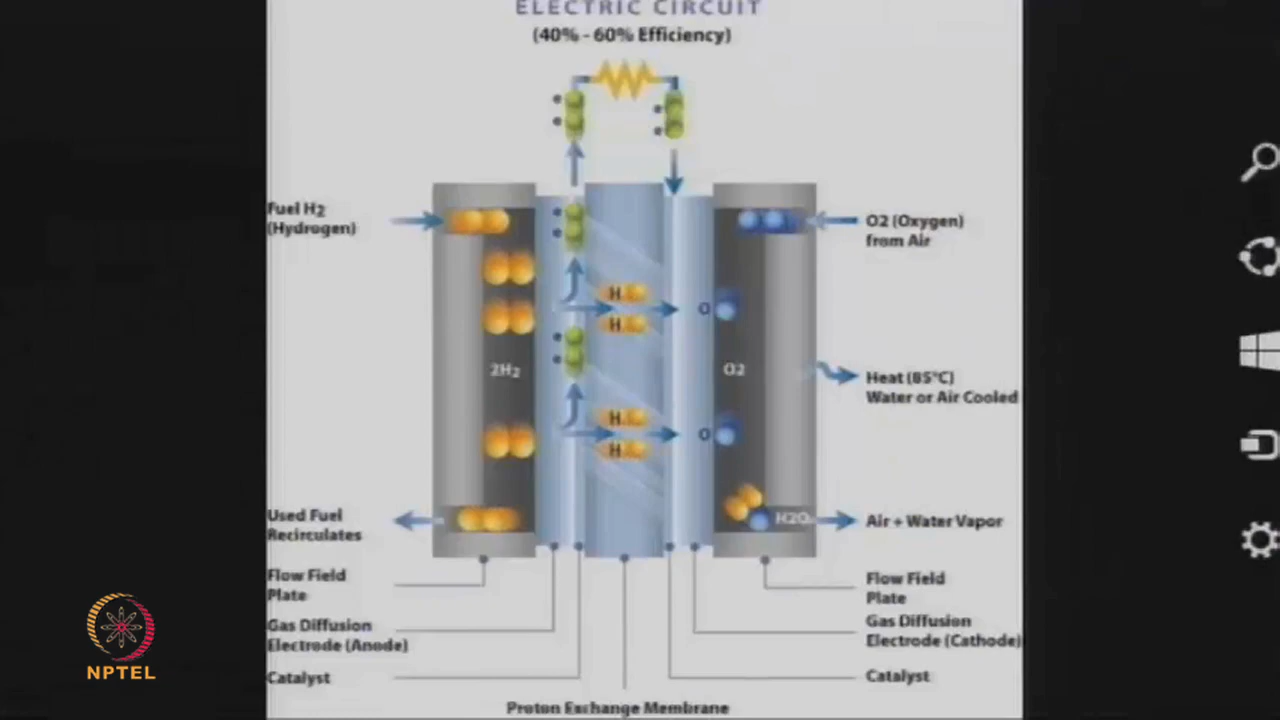 ELECTRIC CIRCUIT
(40% - 60% Efficiency)
Fuel H2
(Hydrogen)
O2 (Oxygen)
from Air
H
O
H
2H2
O2
Heat (85°C)
Water or Air Cooled
H
O
H
Used Fuel
Recirculates
H2O
Air + Water Vapor
Flow Field
Plate
Flow Field
Plate
Gas Diffusion
Electrode (Anode)
Gas Diffusion
Electrode (Cathode)
Catalyst
Catalyst
Proton Exchange Membrane
NPTEL